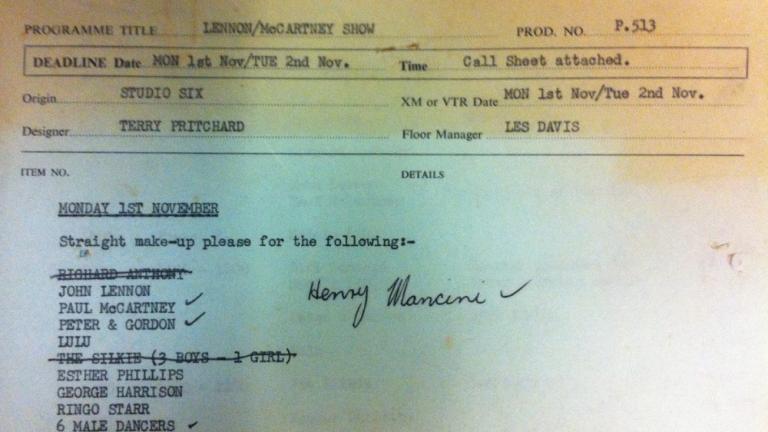 PROGRAMME TITLE LENNON/McCARTNEY SHOW PROD. NO. P.513
DEADLINE Date MON 1st Nov/TUE 2nd Nov. Time Call Sheet attached.
Origin STUDIO SIX XM or VTR Date MON 1st Nov/Tue 2nd Nov.
Designer TERRY PRITCHARD Floor Manager LES DAVIS
ITEM NO. DETAILS
MONDAY 1ST NOVEMBER
Straight make-up please for the following:-
RICHARD ANTHONY
JOHN LENNON
Henry Mancini ✓
PAUL McCARTNEY ✓
PETER & GORDON ✓
LULU
THE SILKIE (3 BOYS - 1 GIRL)
ESTHER PHILLIPS
GEORGE HARRISON
RINGO STARR
6 MALE DANCERS ✓